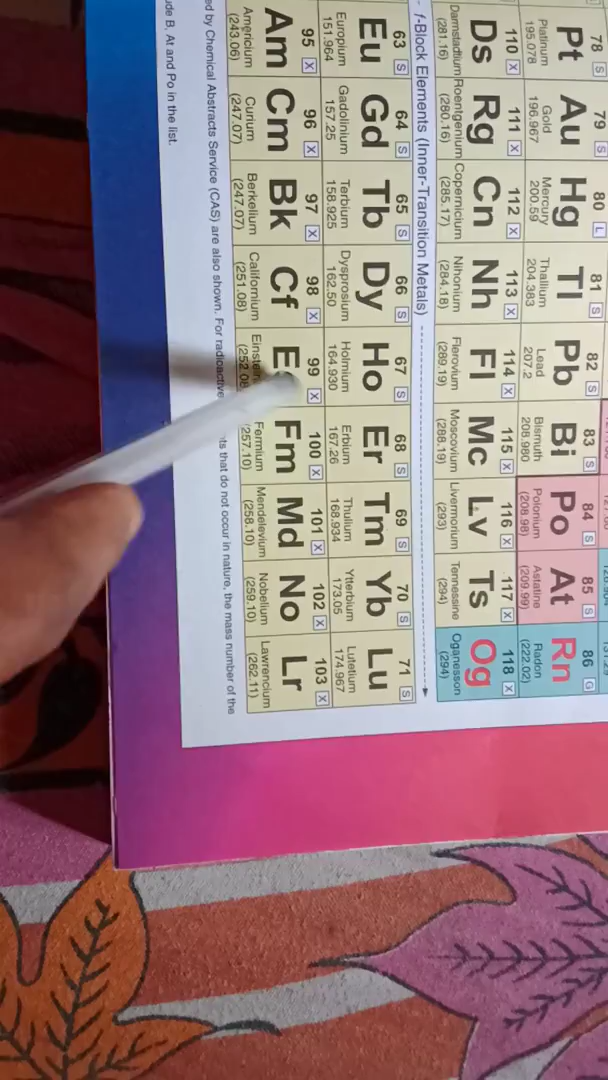 78 S 79 S 80 L 81 S 82 S 83 S 84 S 85 S 86 G
Pt Au Hg Tl Pb Bi Po At Rn
Platinum Gold Mercury Thallium Lead Bismuth Polonium Astatine Radon
195.078 196.967 200.59 204.383 207.2 208.980 (208.98) (209.99) (222.02)
110 X 111 X 112 X 113 X 114 X 115 X 116 X 117 X 118 X
Ds Rg Cn Nh Fl Mc Lv Ts Og
Darmstadtium Roentgenium Copernicium Nihonium Flerovium Moscovium Livermorium Tennessine Oganesson
(281.16) (280.16) (285.17) (284.18) (289.19) (288.19) (293) (294) (294)
f-Block Elements (Inner-Transition Metals)
63 S 64 S 65 S 66 S 67 S 68 S 69 S 70 S 71 S
Eu Gd Tb Dy Ho Er Tm Yb Lu
Europium Gadolinium Terbium Dysprosium Holmium Erbium Thulium Ytterbium Lutetium
151.964 157.25 158.925 162.50 164.930 167.26 168.934 173.05 174.967
95 X 96 X 97 X 98 X 99 X 100 X 101 X 102 X 103 X
Am Cm Bk Cf E Fm Md No Lr
Americium Curium Berkelium Californium Einstein Fermium Mendelevium Nobelium Lawrencium
(243.06) (247.07) (247.07) (251.08) (252.08 257.10) (258.10) (259.10) (262.11)
ed by Chemical Abstracts Service (CAS) are also shown. For radioactive nts that do not occur in nature, the mass number of the
ude B, At and Po in the list.